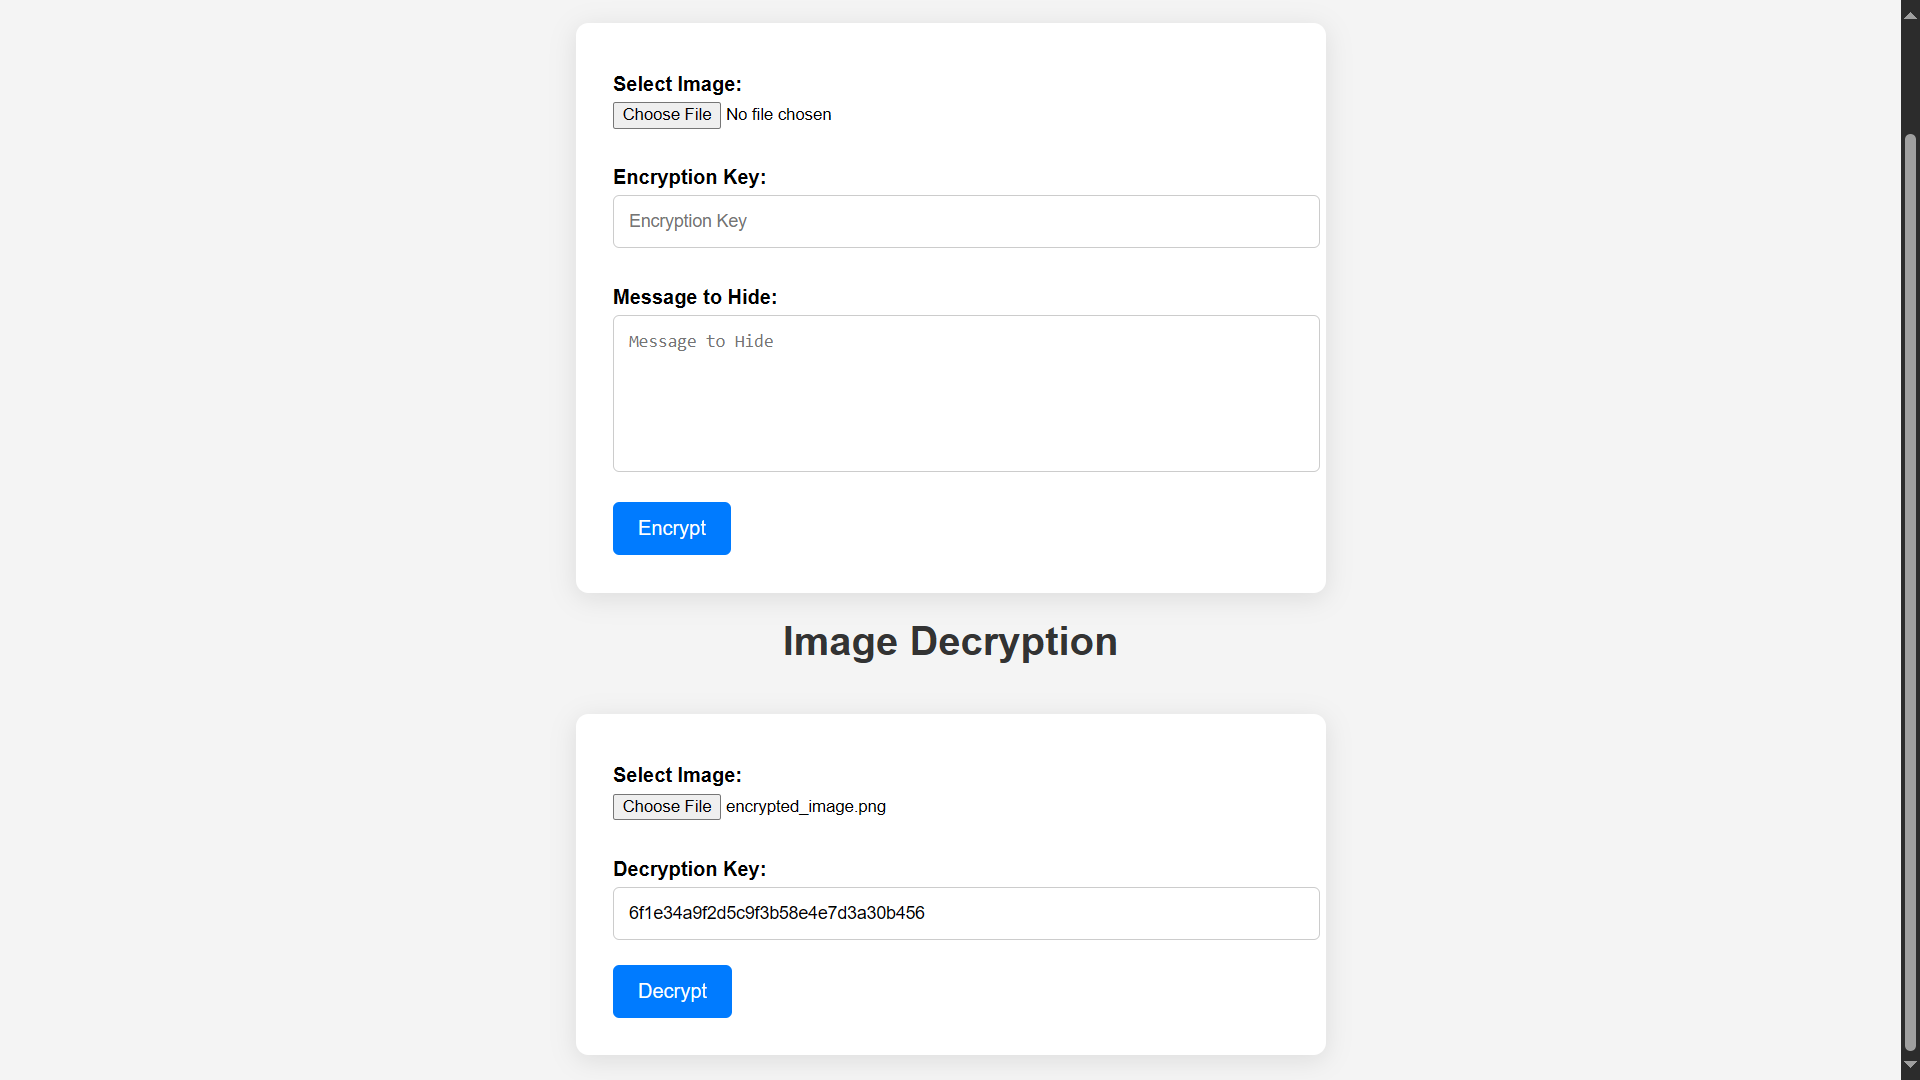 Select Image:
Choose File No file chosen
Encryption Key:
Encryption Key
Message to Hide:
Message to Hide
Encrypt
Image Decryption
Select Image:
Choose File encrypted_image.png
Decryption Key:
6f1e34a9f2d5c9f3b58e4e7d3a30b456
Decrypt